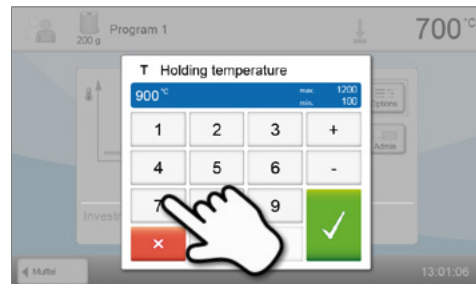 200 g
Program 1
700 °C
T Holding temperature
900 °C
max. 1200
min. 100
1 2 3 +
4 5 6 -
7 9
Options
Admin
Muffel
13:01:06